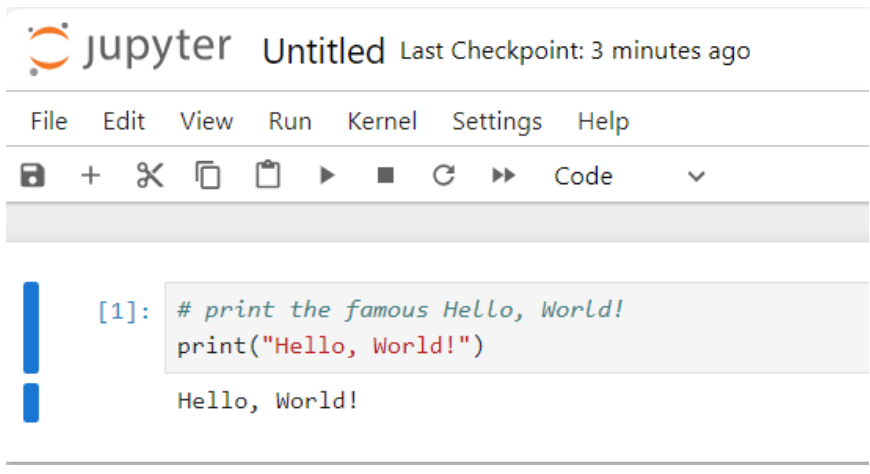 jupyter Untitled Last Checkpoint: 3 minutes ago
File Edit View Run Kernel Settings Help
Code
[1]: # print the famous Hello, World!
print("Hello, World!")
Hello, World!